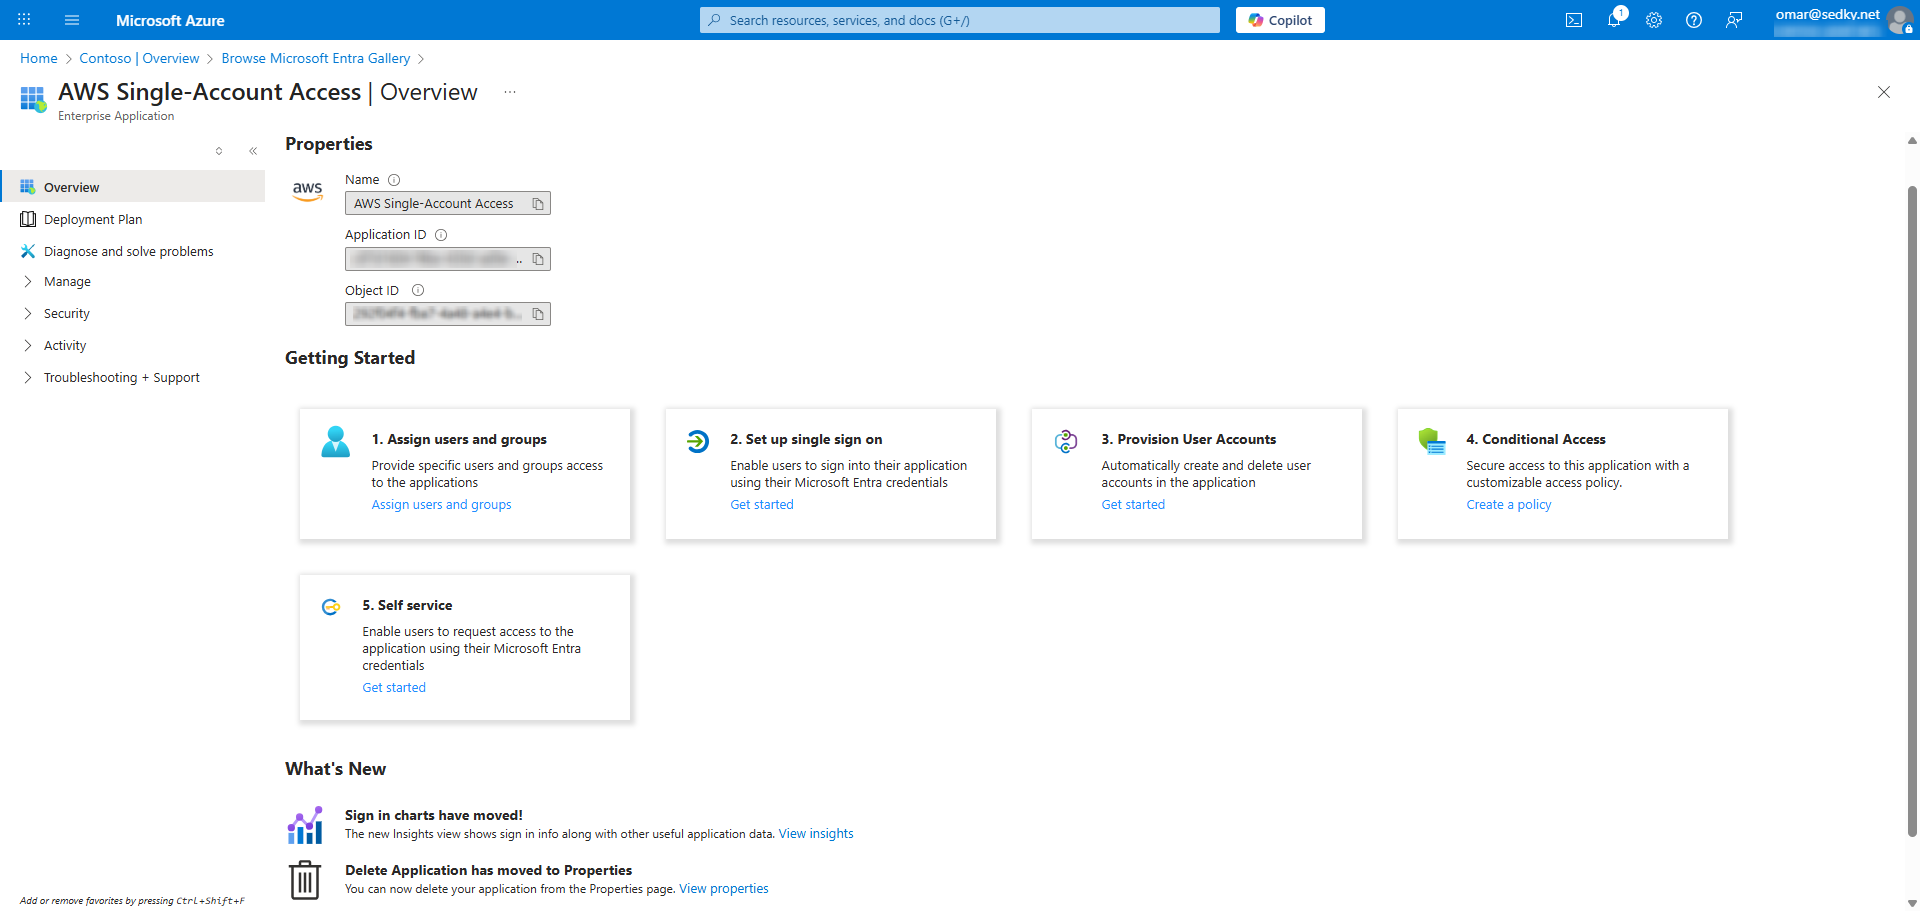 Microsoft Azure
Search resources, services, and docs (G+/)
Copilot
1
omar@sedky.net
Home > Contoso | Overview > Browse Microsoft Entra Gallery >
AWS Single-Account Access | Overview ...
Enterprise Application
Overview
Deployment Plan
Diagnose and solve problems
Manage
Security
Activity
Troubleshooting + Support
Properties
aws
Name
AWS Single-Account Access
Application ID
Object ID
Getting Started
1. Assign users and groups
Provide specific users and groups access
to the applications
Assign users and groups
2. Set up single sign on
Enable users to sign into their application
using their Microsoft Entra credentials
Get started
3. Provision User Accounts
Automatically create and delete user
accounts in the application
Get started
4. Conditional Access
Secure access to this application with a
customizable access policy.
Create a policy
5. Self service
Enable users to request access to the
application using their Microsoft Entra
credentials
Get started
What's New
Sign in charts have moved!
The new Insights view shows sign in info along with other useful application data. View insights
Delete Application has moved to Properties
You can now delete your application from the Properties page. View properties
Add or remove favorites by pressing Ctrl+Shift+F